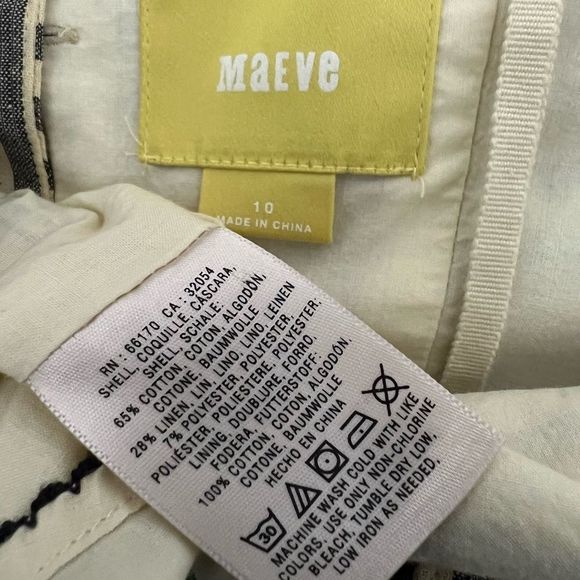 MaEve
10
MADE IN CHINA
RN : 66170 CA : 32054
SHELL, COQUILLE, CÁSCARA,
SHELL, SCHALE:
65% COTTON, COTON, ALGODÓN,
COTONE, BAUMWOLLE
28% LINEN, LIN, LINO, LINO, LEINEN
7% POLYESTER, POLYESTER,
POLIÉSTER, POLIESTERE, POLYESTER.
LINING, DOUBLURE, FORRO
FODERA, FUTTERSTOFF:
100% COTTON, COTON, ALGODON,
COTONE, BAUMWOLLE
HECHO EN CHINA
30
MACHINE WASH COLD WITH LIKE
COLORS, USE ONLY NON-CHLORINE
BLEACH, TUMBLE DRY LOW,
LOW IRON AS NEEDED